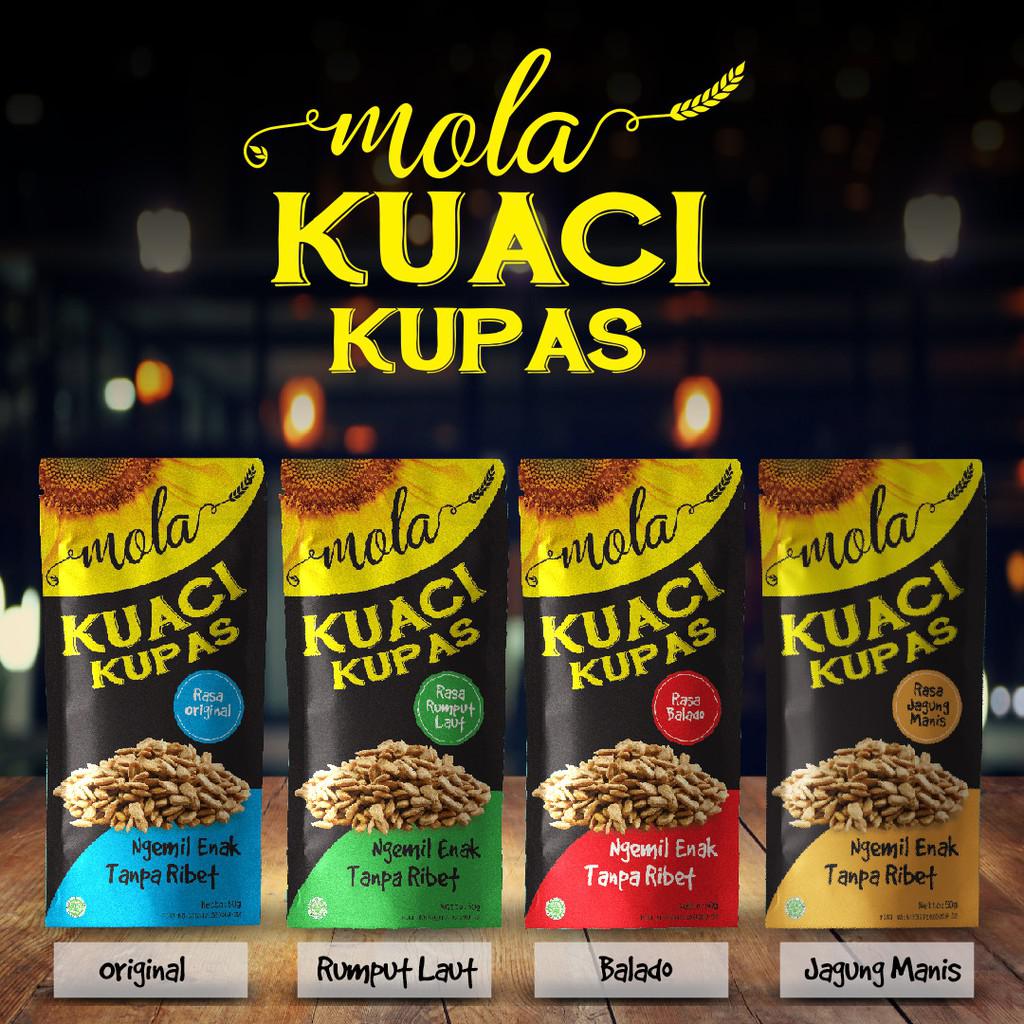 mola
KUACI
KUPAS
mola
KUACI
KUPAS
Rasa
original
Ngemil Enak
Tanpa Ribet
mola
KUACI
KUPAS
Rasa
Rumput
Laut
Ngemil Enak
Tanpa Ribet
mola
KUACI
KUPAS
Rasa
Balado
Ngemil Enak
Tanpa Ribet
mola
KUACI
KUPAS
Rasa
Jagung
Manis
Ngemil Enak
Tanpa Ribet
original
Rumput Laut
Balado
Jagung Manis